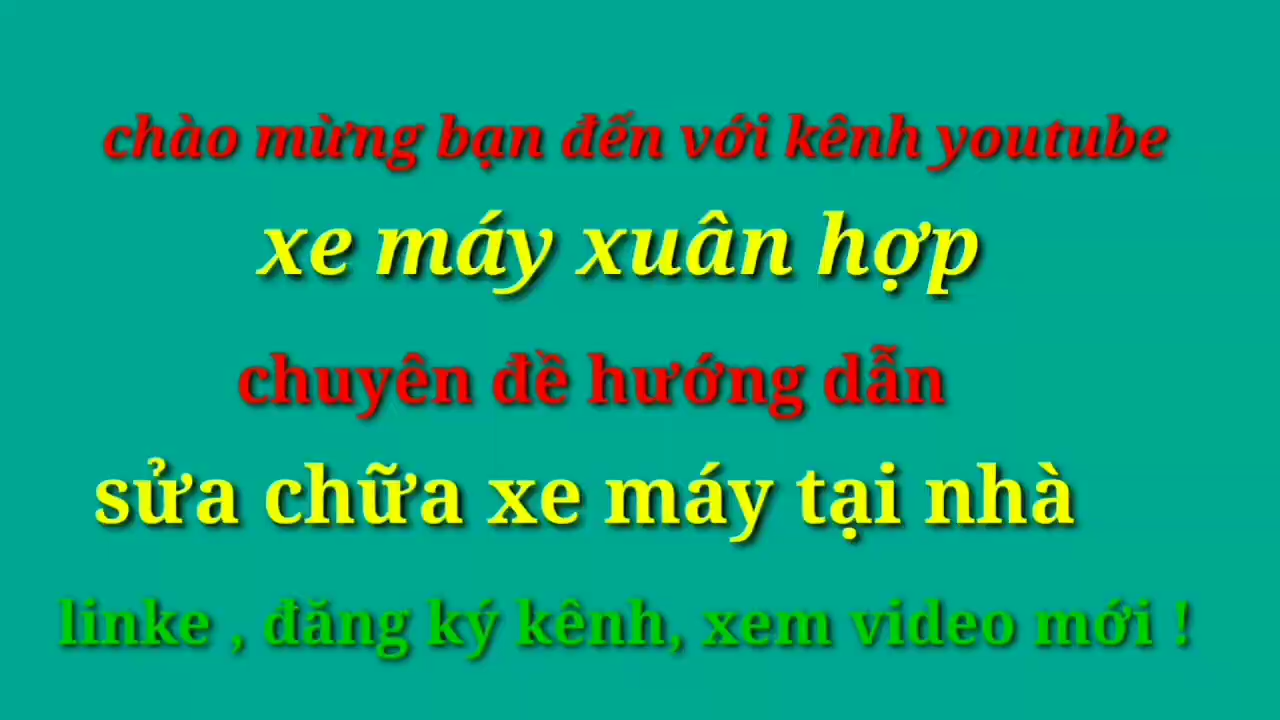 chào mừng bạn đến với kênh youtube
xe máy xuân hợp
chuyên đề hướng dẫn
sửa chữa xe máy tại nhà
linke , đăng ký kênh, xem video mới !